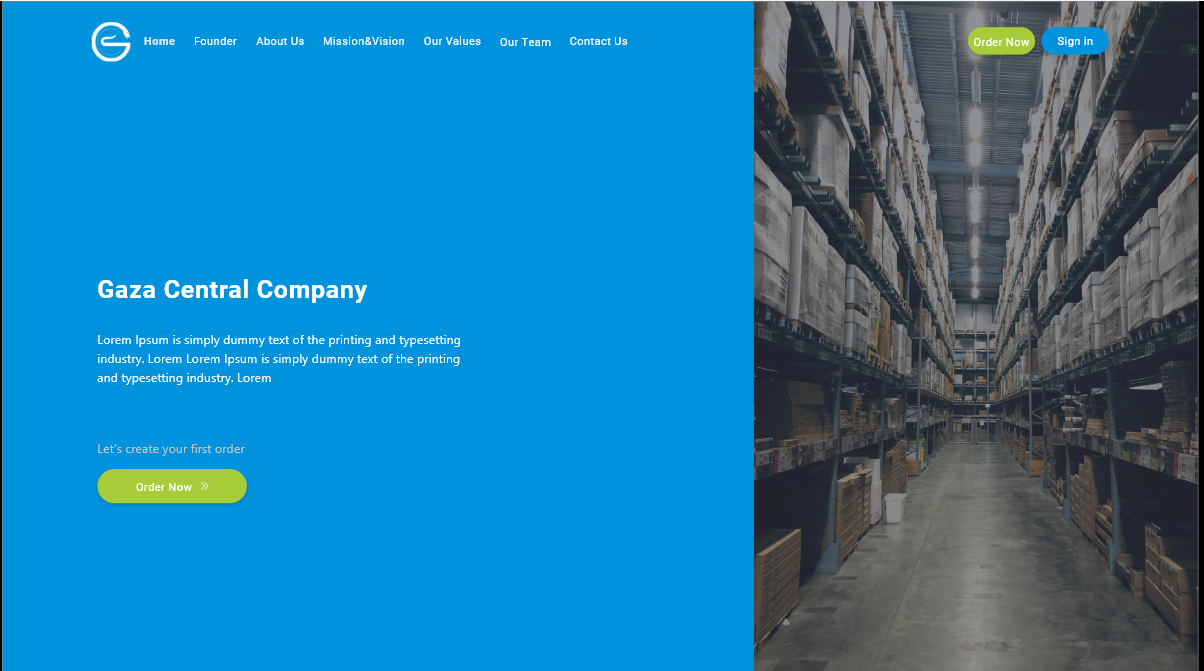 Home Founder About Us Mission&Vision Our Values Our Team Contact Us Order Now Sign in
Gaza Central Company
Lorem Ipsum is simply dummy text of the printing and typesetting
industry. Lorem Lorem Ipsum is simply dummy text of the printing
and typesetting industry. Lorem
Let's create your first order
Order Now